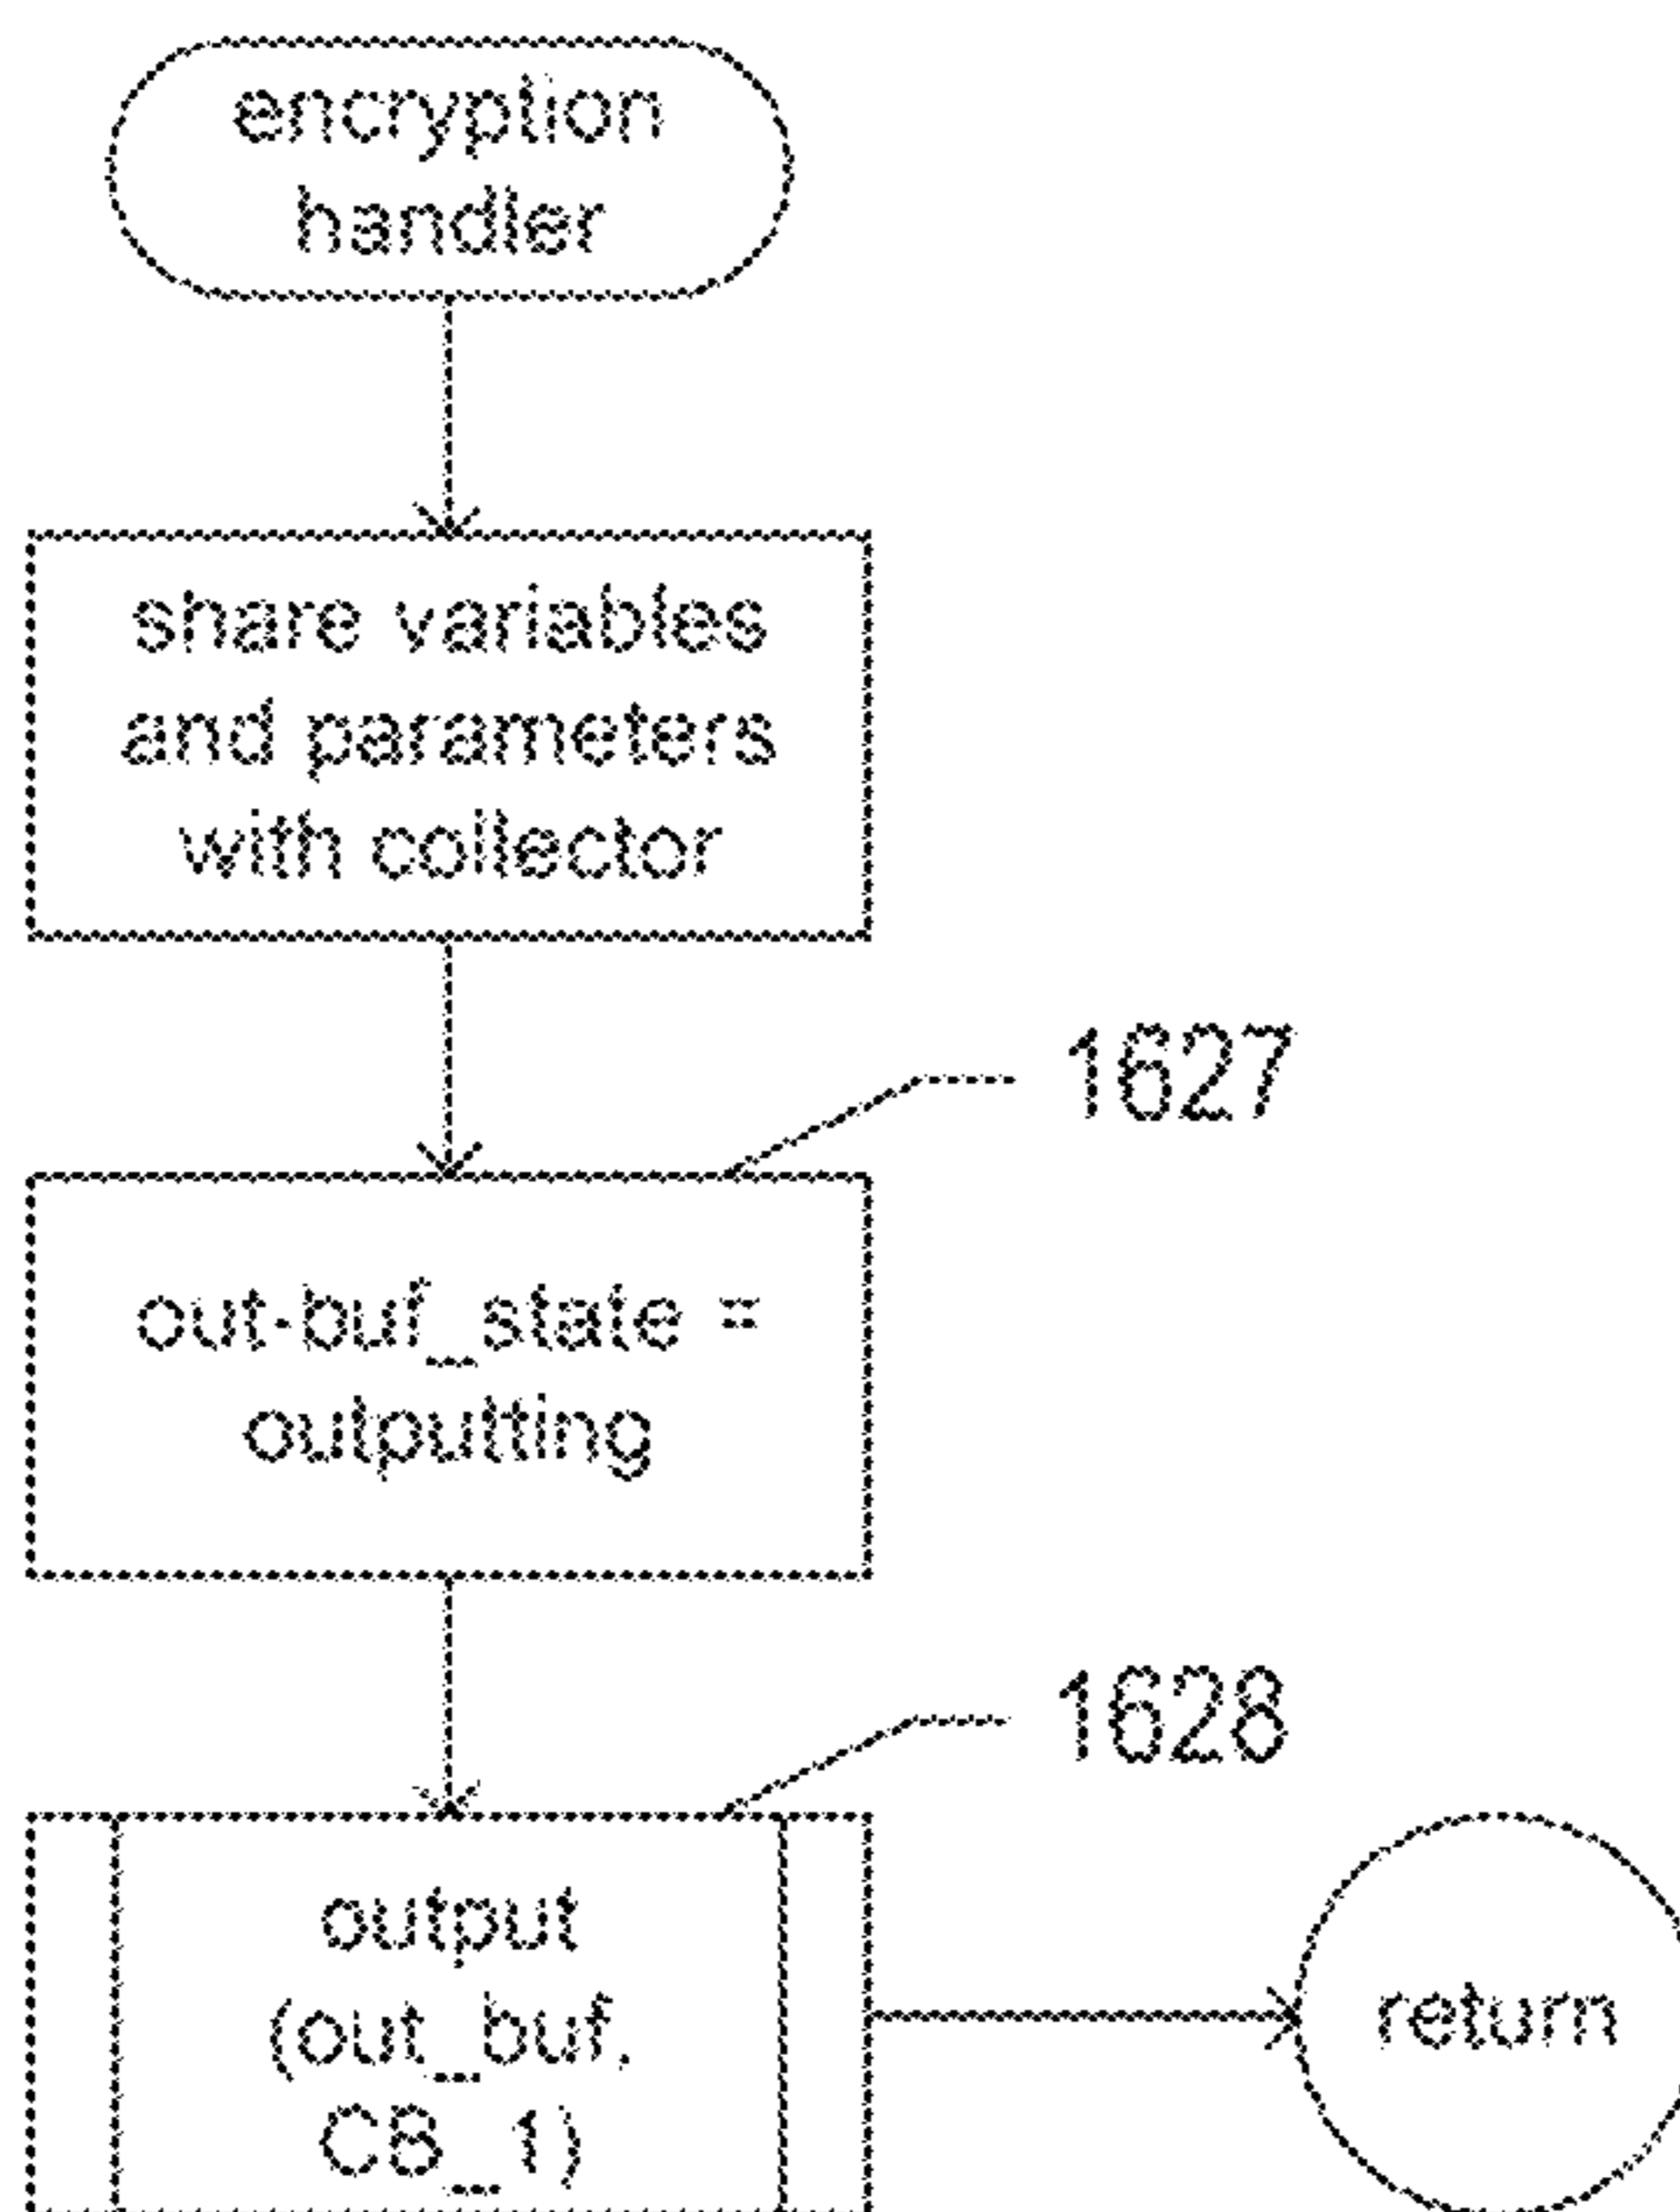 encryption
handler
share variables
and parameters
with collector
1627
out-buf_state =
outputting
1628
output
(out_buf,
CB_1)
return